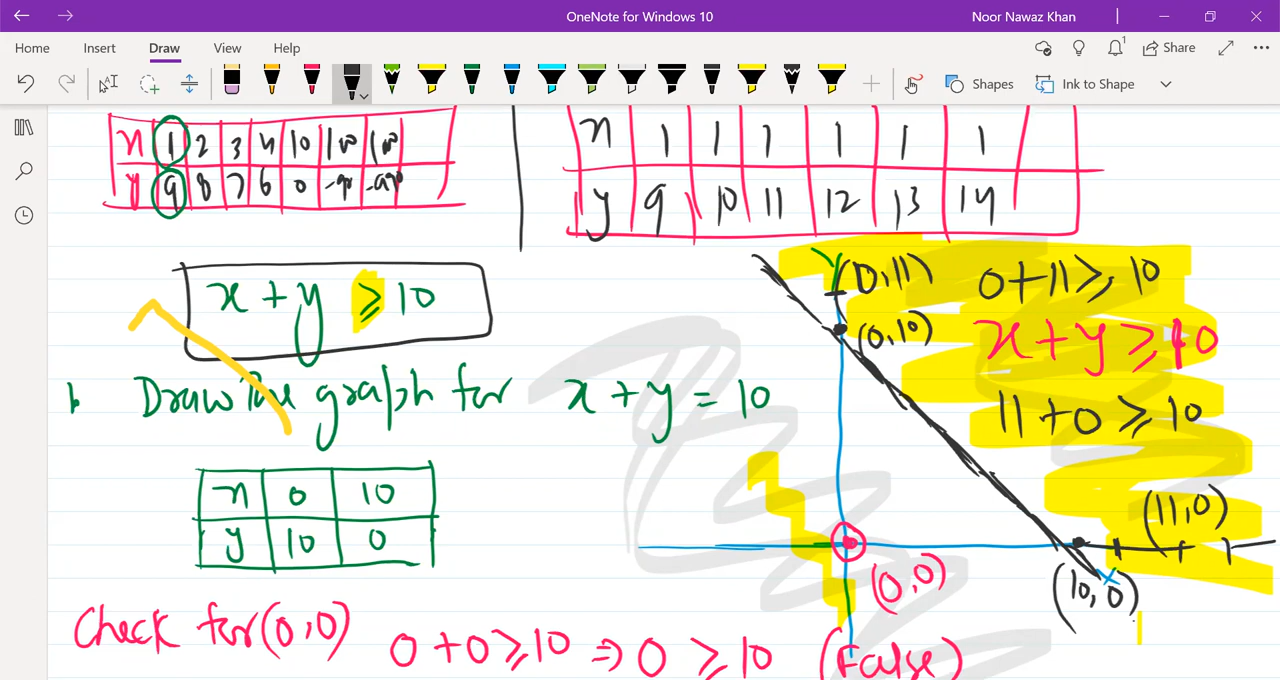 OneNote for Windows 10
Noor Nawaz Khan
Home Insert Draw View Help
Share
Shapes
Ink to Shape
x 1 2 3 4 10 100
y 9 8 7 6 0 -90
x 1 1 1 1 1 1
y 9 10 11 12 13 14
x + y ≥ 10
Draw the graph for x + y = 10
x 0 10
y 10 0
Check for (0,0) 0 + 0 ≥ 10 ⇒ 0 ≥ 10 (False)
y
(0,11) 0 + 11 ≥ 10
(0,10) x + y ≥ 10
11 + 0 ≥ 10
(11,0)
(0,0)
x
(10,0)